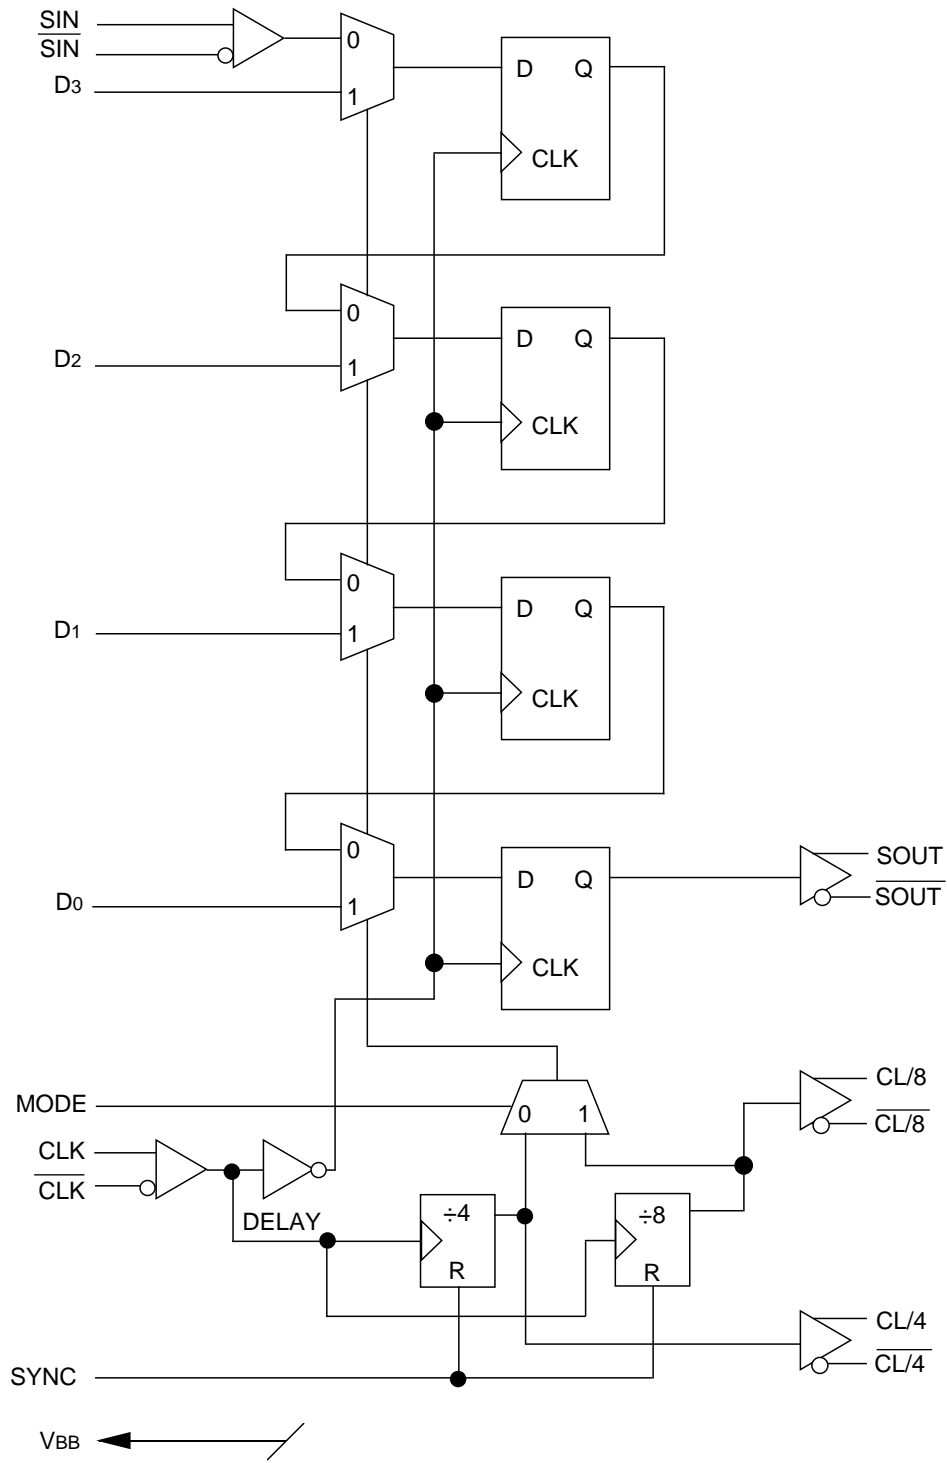 SIN
SIN
D3
0
1
D Q
CLK
D2
0
1
D Q
CLK
D1
0
1
D Q
CLK
D0
0
1
D Q
CLK
SOUT
SOUT
MODE
0 1
CL/8
CL/8
CLK
CLK
DELAY
÷4
R
÷8
R
CL/4
CL/4
SYNC
VBB